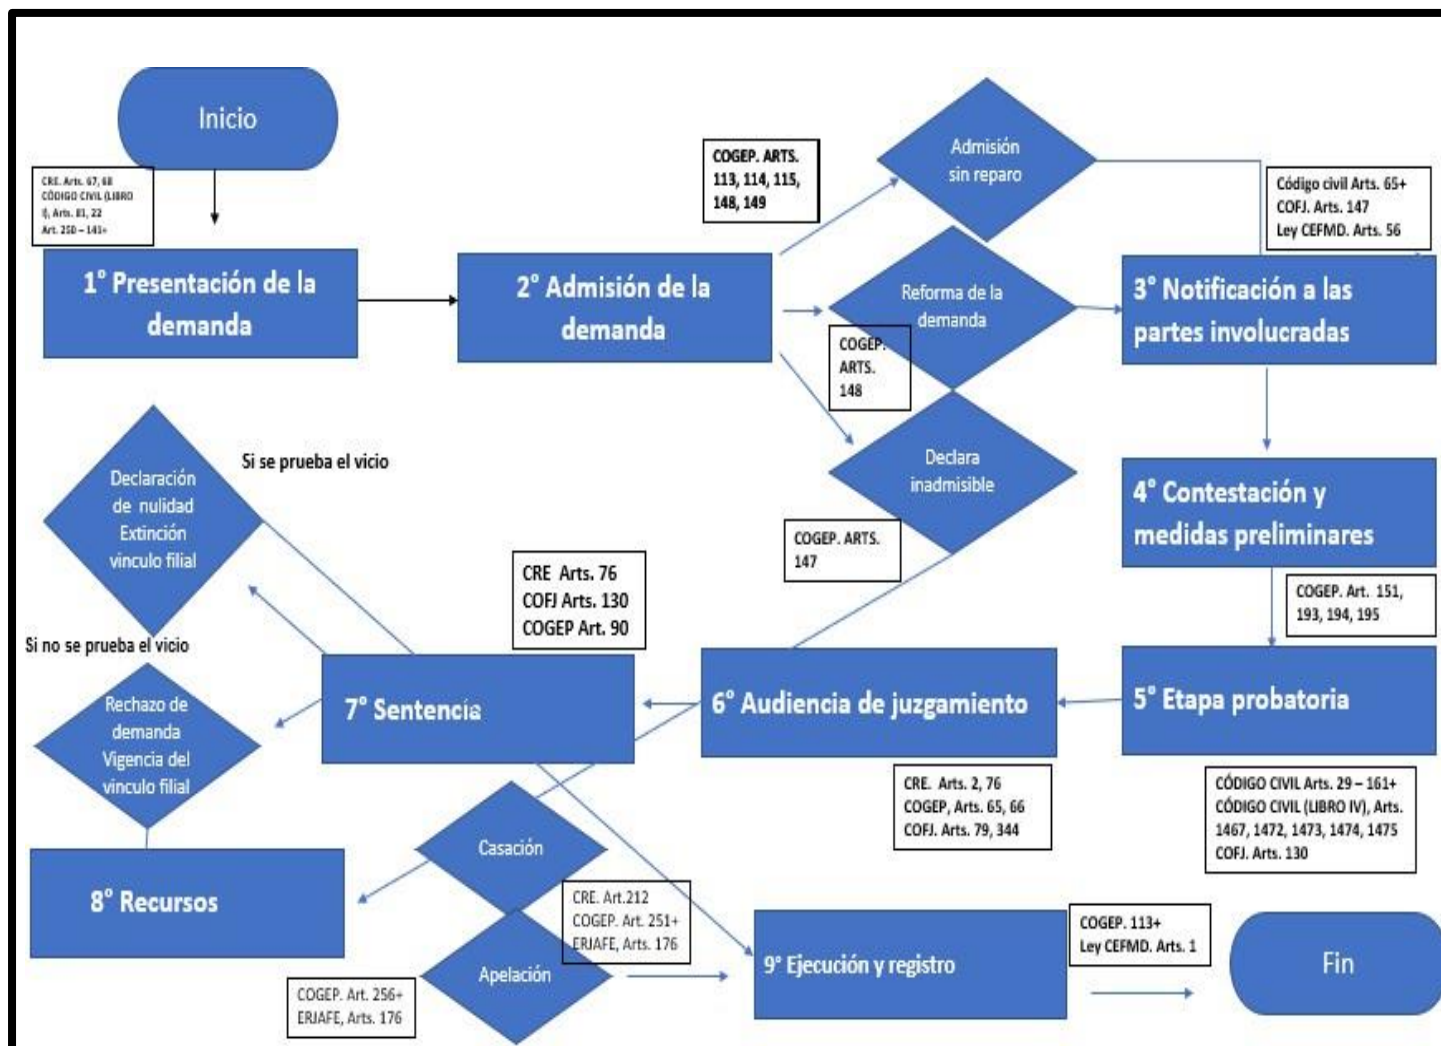 Inicio
CRE. Arts. 67, 68
CÓDIGO CIVIL (LIBRO
I), Arts. 81, 22
Art. 250 – 141+
1° Presentación de la
demanda
2° Admisión de la
demanda
COGEP. ARTS.
113, 114, 115,
148, 149
Admisión
sin reparo
Reforma de la
demanda
COGEP.
ARTS.
148
Declara
inadmisible
COGEP. ARTS.
147
Código civil Arts. 65+
COFJ. Arts. 147
Ley CEFMD. Arts. 56
3° Notificación a las
partes involucradas
4° Contestación y
medidas preliminares
COGEP. Art. 151,
193, 194, 195
5° Etapa probatoria
CÓDIGO CIVIL Arts. 29 – 161+
CÓDIGO CIVIL (LIBRO IV), Arts.
1467, 1472, 1473, 1474, 1475
COFJ. Arts. 130
6° Audiencia de juzgamiento
CRE. Arts. 2, 76
COGEP, Arts. 65, 66
COFJ. Arts. 79, 344
CRE Arts. 76
COFJ Arts. 130
COGEP Art. 90
7° Sentencia
Si se prueba el vicio
Declaración
de nulidad
Extinción
vinculo filial
Si no se prueba el vicio
Rechazo de
demanda
Vigencia del
vinculo filial
8° Recursos
Casación
CRE. Art.212
COGEP. Art. 251+
ERJAFE, Arts. 176
Apelación
COGEP. Art. 256+
ERJAFE, Arts. 176
9° Ejecución y registro
COGEP. 113+
Ley CEFMD. Arts. 1
Fin